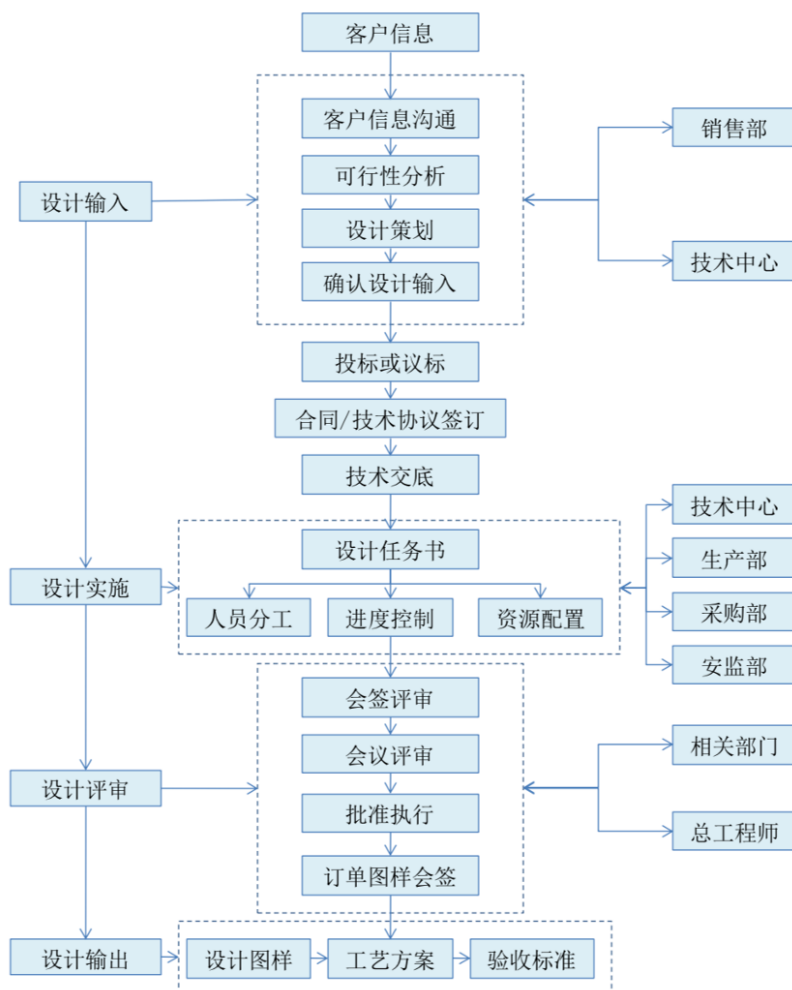 客户信息
客户信息沟通
销售部
可行性分析
设计输入
设计策划
技术中心
确认设计输入
投标或议标
合同/技术协议签订
技术交底
技术中心
设计任务书
生产部
设计实施
人员分工
进度控制
资源配置
采购部
安监部
会签评审
相关部门
会议评审
设计评审
批准执行
总工程师
订单图样会签
设计输出
设计图样
工艺方案
验收标准